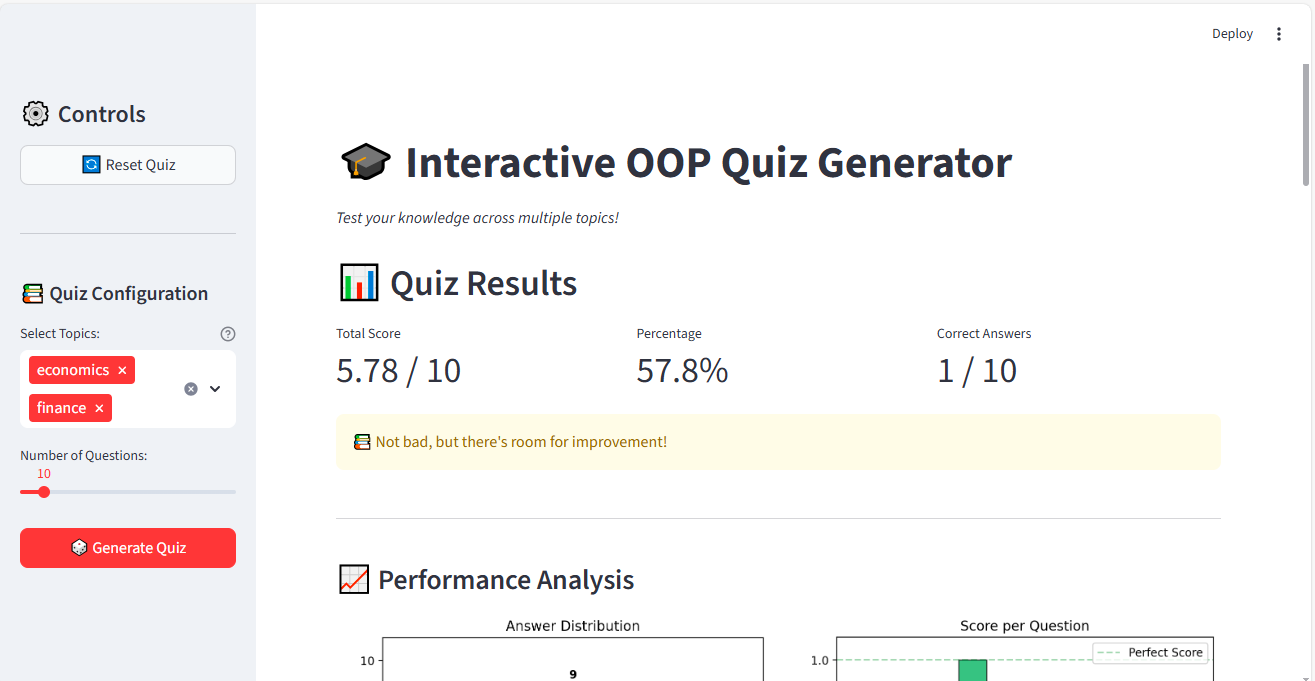 Deploy
Controls
Reset Quiz
Quiz Configuration
Select Topics:
economics
finance
Number of Questions:
10
Generate Quiz
Interactive OOP Quiz Generator
Test your knowledge across multiple topics!
Quiz Results
Total Score Percentage Correct Answers
5.78 / 10 57.8% 1 / 10
Not bad, but there's room for improvement!
Performance Analysis
Answer Distribution
10
9
Score per Question
1.0
Perfect Score